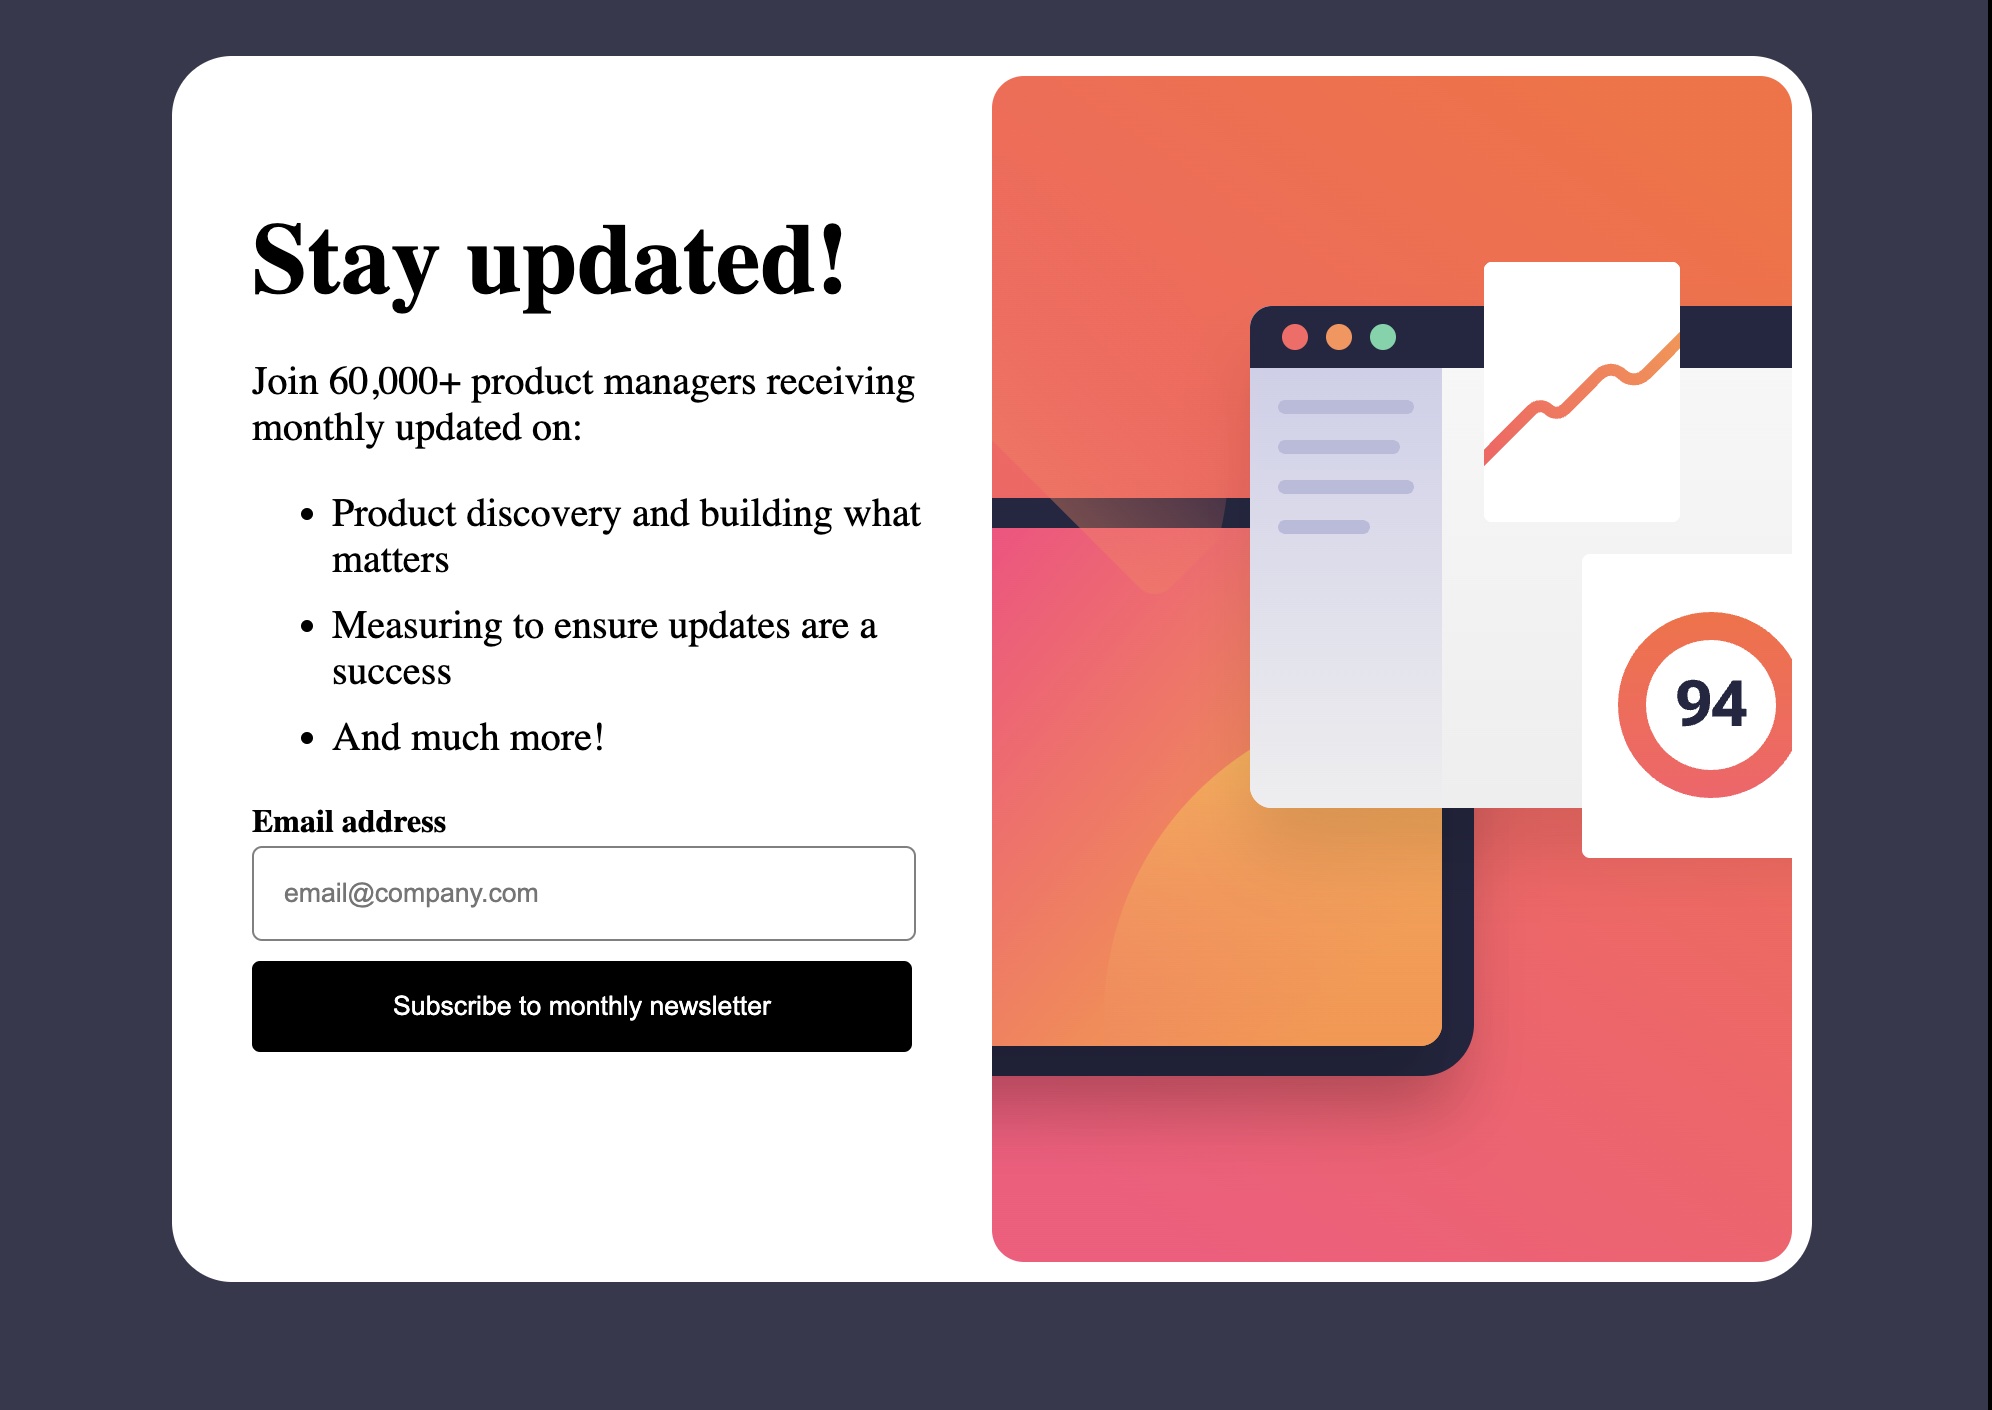 Stay updated!
Join 60,000+ product managers receiving
monthly updated on:
Product discovery and building what
matters
Measuring to ensure updates are a
success
And much more!
Email address
email@company.com
Subscribe to monthly newsletter
94